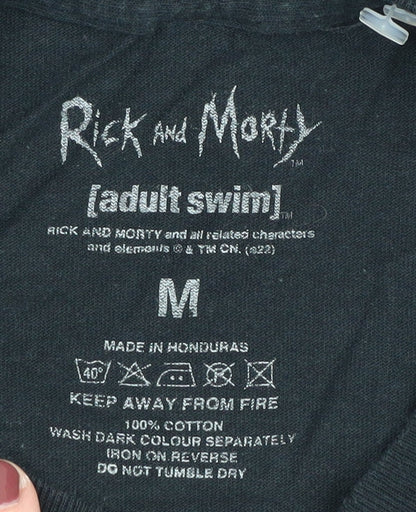 Rick and Morty TM
[adult swim] TM
RICK AND MORTY and all related characters
and elements © & TM CN. (s22)
M
MADE IN HONDURAS
40°
KEEP AWAY FROM FIRE
100% COTTON
WASH DARK COLOUR SEPARATELY
IRON ON REVERSE
DO NOT TUMBLE DRY